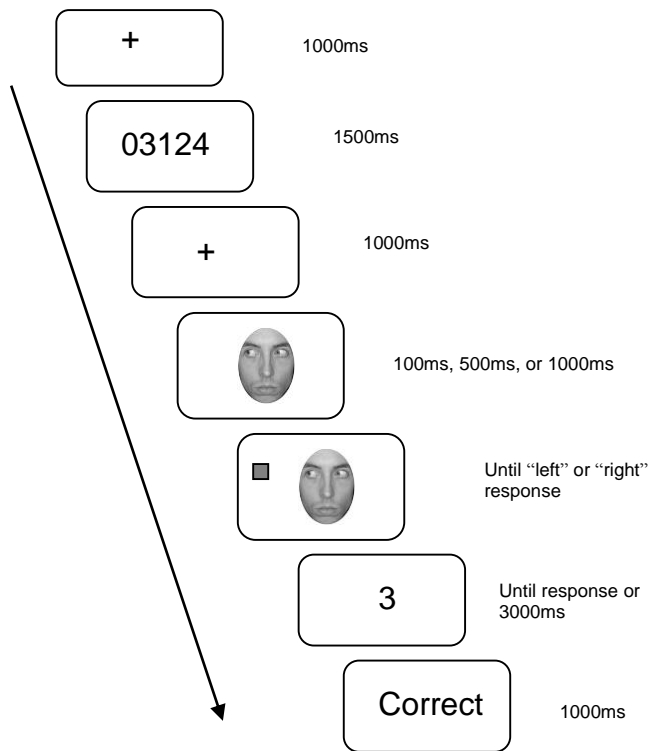 +
1000ms
03124
1500ms
+
1000ms
100ms, 500ms, or 1000ms
Until “left” or “right”
response
3
Until response or
3000ms
Correct
1000ms